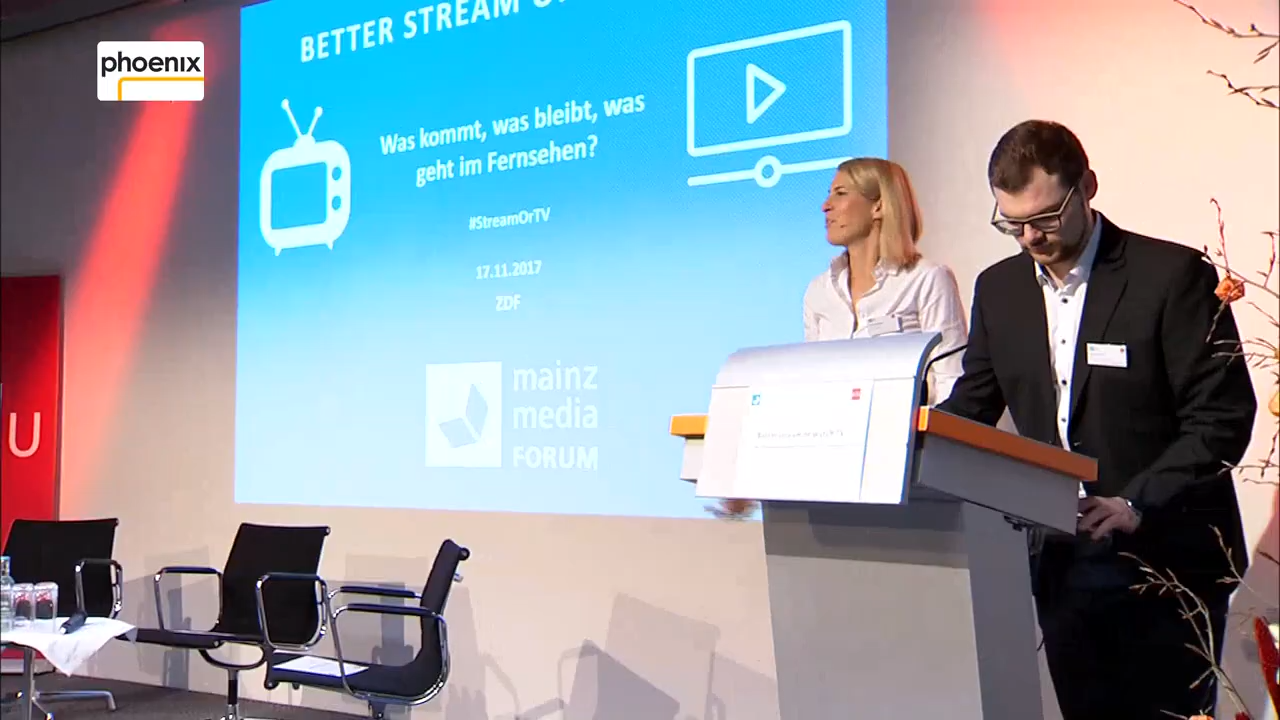 phoenix
BETTER STREAM O
Was kommt, was bleibt, was
geht im Fernsehen?
#StreamOrTV
17.11.2017
ZDF
mainz
media
FORUM
U